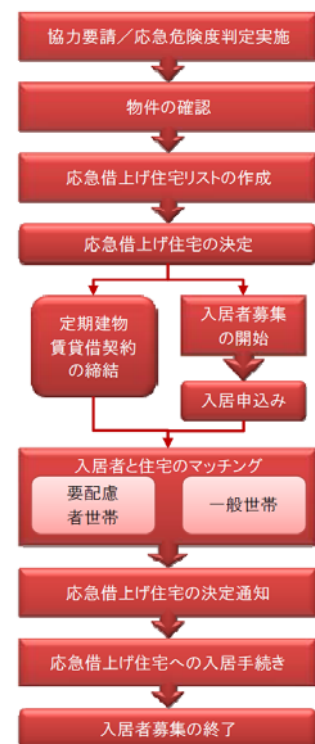 協力要請／応急危険度判定実施
物件の確認
応急借上げ住宅リストの作成
応急借上げ住宅の決定
定期建物
賃貸借契約
の締結
入居者募集
の開始
入居申込み
入居者と住宅のマッチング
要配慮
者世帯
一般世帯
応急借上げ住宅の決定通知
応急借上げ住宅への入居手続き
入居者募集の終了